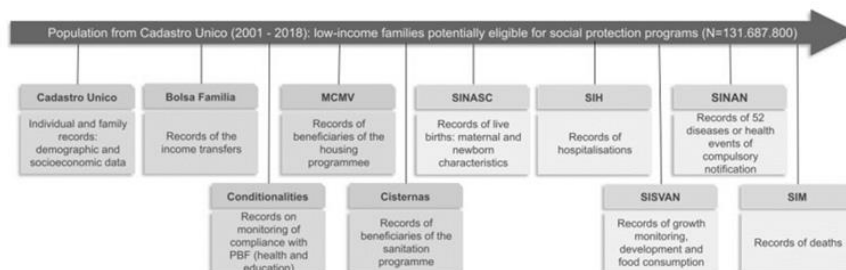 Population from Cadastro Unico (2001 - 2018): low-income families potentially eligible for social protection programs (N=131.687.800)
Cadastro Unico
Individual and family
records:
demographic and
socioeconomic data
Bolsa Familia
Records of the
income transfers
MCMV
Records of
beneficiaries of the
housing
programmee
SINASC
Records of live
births: maternal and
newborn
characteristics
SIH
Records of
hospitalisations
SINAN
Records of 52
diseases or health
events of
compulsory
notification
Conditionalities
Records on
monitoring of
compliance with
PBF (health and
education)
Cisternas
Records of
beneficiaries of the
sanitation
programme
SISVAN
Records of growth
monitoring,
development and
food consumption
SIM
Records of deaths